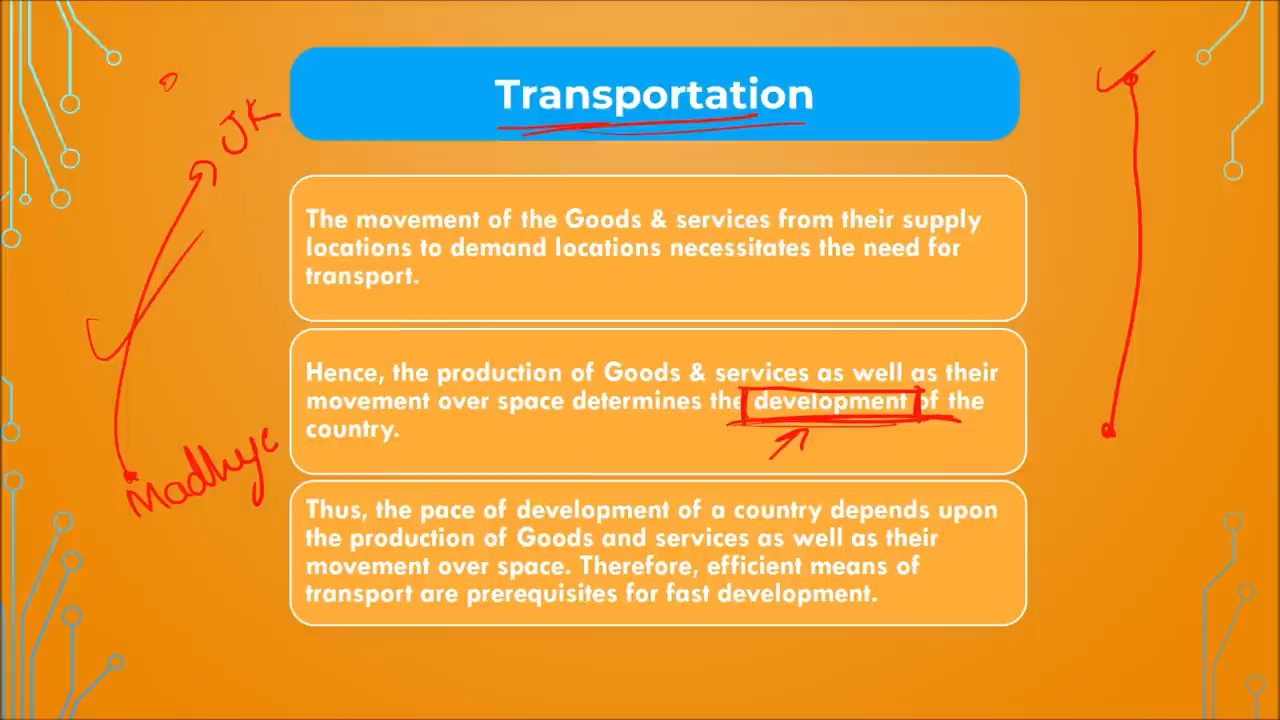 Transportation
JK
The movement of the Goods & services from their supply
locations to demand locations necessitates the need for
transport.
Hence, the production of Goods & services as well as their
movement over space determines the development of the
country.
Madhya
Thus, the pace of development of a country depends upon
the production of Goods and services as well as their
movement over space. Therefore, efficient means of
transport are prerequisites for fast development.